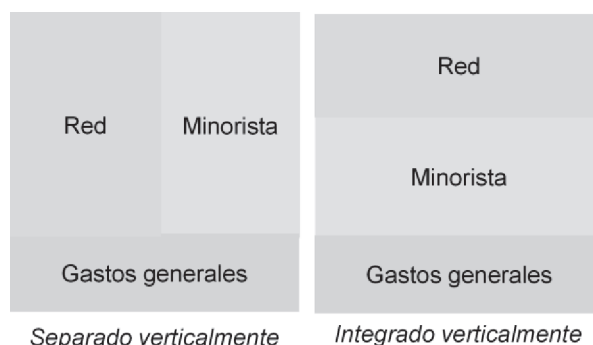 Red
Minorista
Gastos generales
Separado verticalmente
Red
Minorista
Gastos generales
Integrado verticalmente